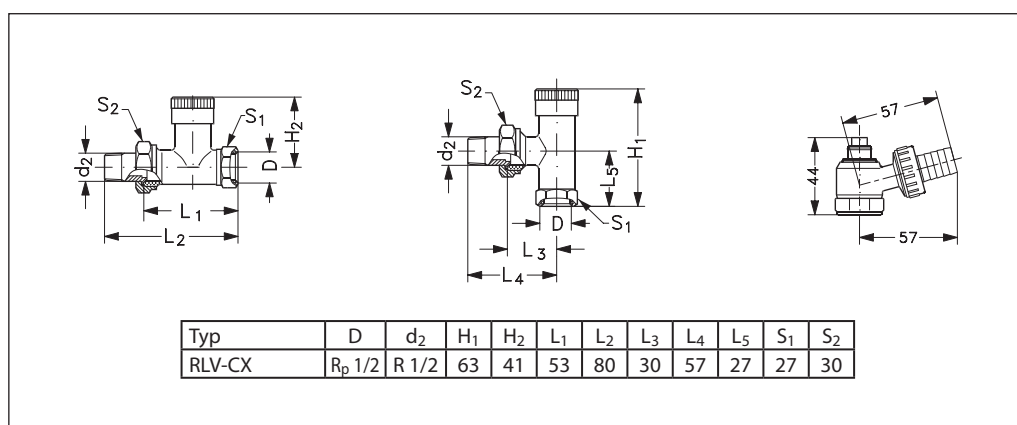 S₂
S₁
H₂
d₂
D
L₁
L₂
S₂
d₂
H₁
L₅
D
S₁
L₃
L₄
57
44
57
Typ D d₂ H₁ H₂ L₁ L₂ L₃ L₄ L₅ S₁ S₂
RLV-CX Rₚ 1/2 R 1/2 63 41 53 80 30 57 27 27 30